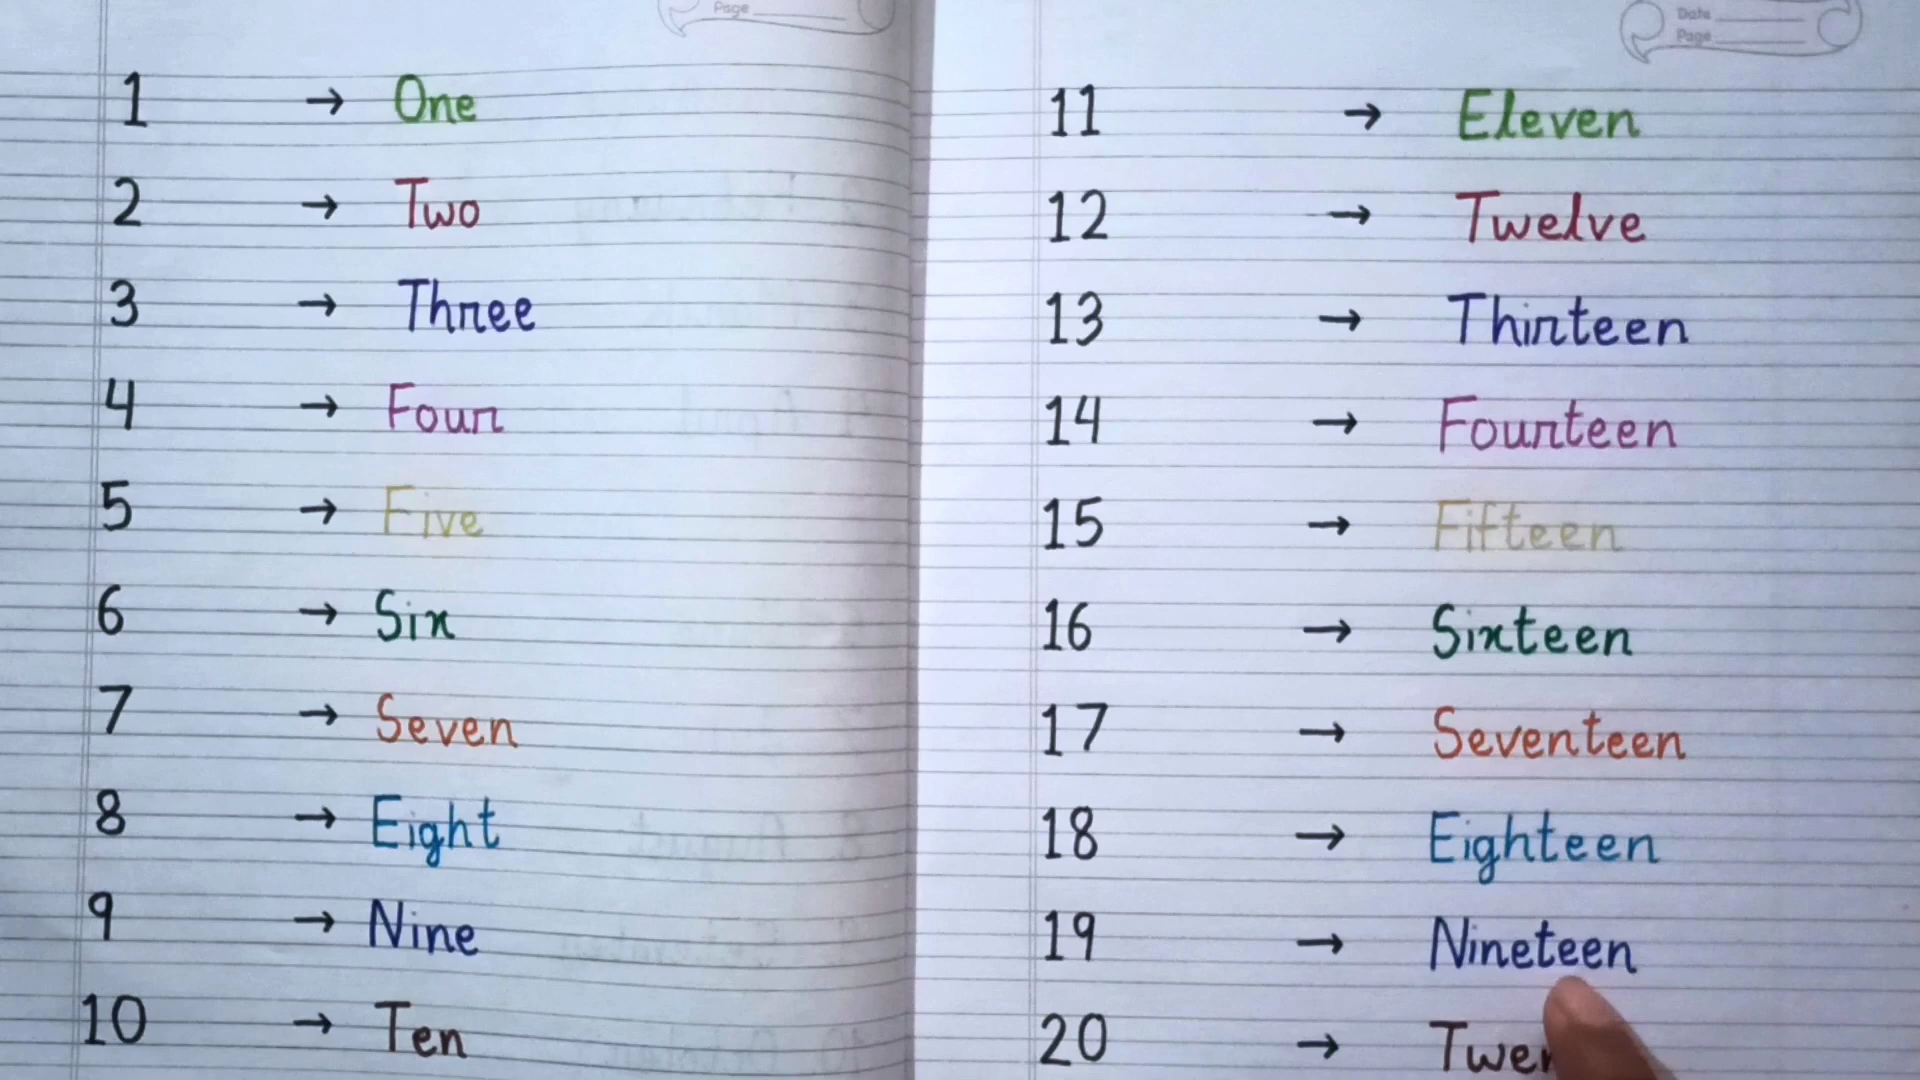 Page
1 → One
2 → Two
3 → Three
4 → Four
5 → Five
6 → Six
7 → Seven
8 → Eight
9 → Nine
10 → Ten
Date
Page
11 → Eleven
12 → Twelve
13 → Thirteen
14 → Fourteen
15 → Fifteen
16 → Sixteen
17 → Seventeen
18 → Eighteen
19 → Nineteen
20 →